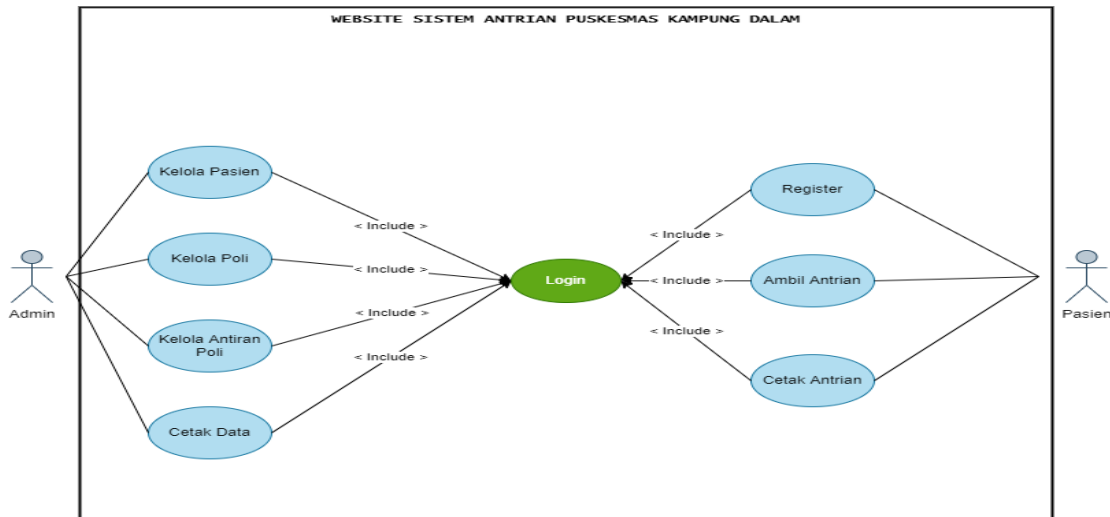 WEBSITE SISTEM ANTRIAN PUSKESMAS KAMPUNG DALAM
Kelola Pasien
Register
< Include >
< Include >
Kelola Poli
< Include >
Login
< Include >
Ambil Antrian
Admin
Pasien
< Include >
Kelola Antiran
Poli
< Include >
< Include >
Cetak Antrian
Cetak Data